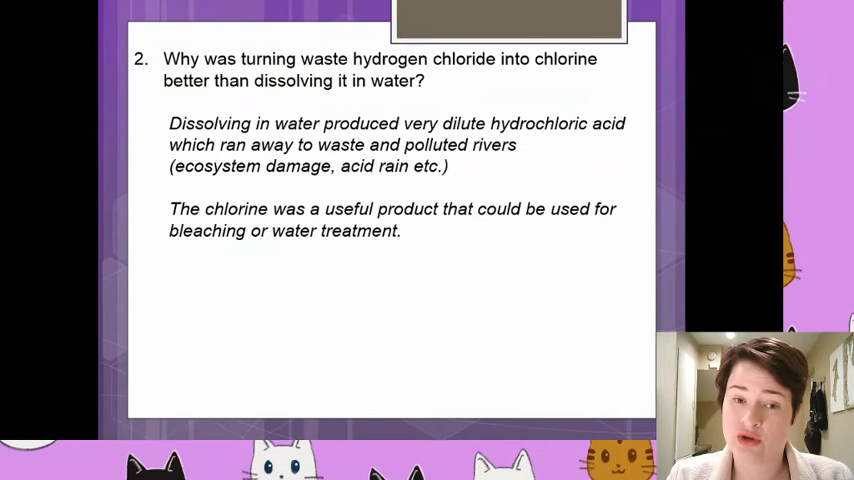 2. Why was turning waste hydrogen chloride into chlorine
better than dissolving it in water?
Dissolving in water produced very dilute hydrochloric acid
which ran away to waste and polluted rivers
(ecosystem damage, acid rain etc.)
The chlorine was a useful product that could be used for
bleaching or water treatment.